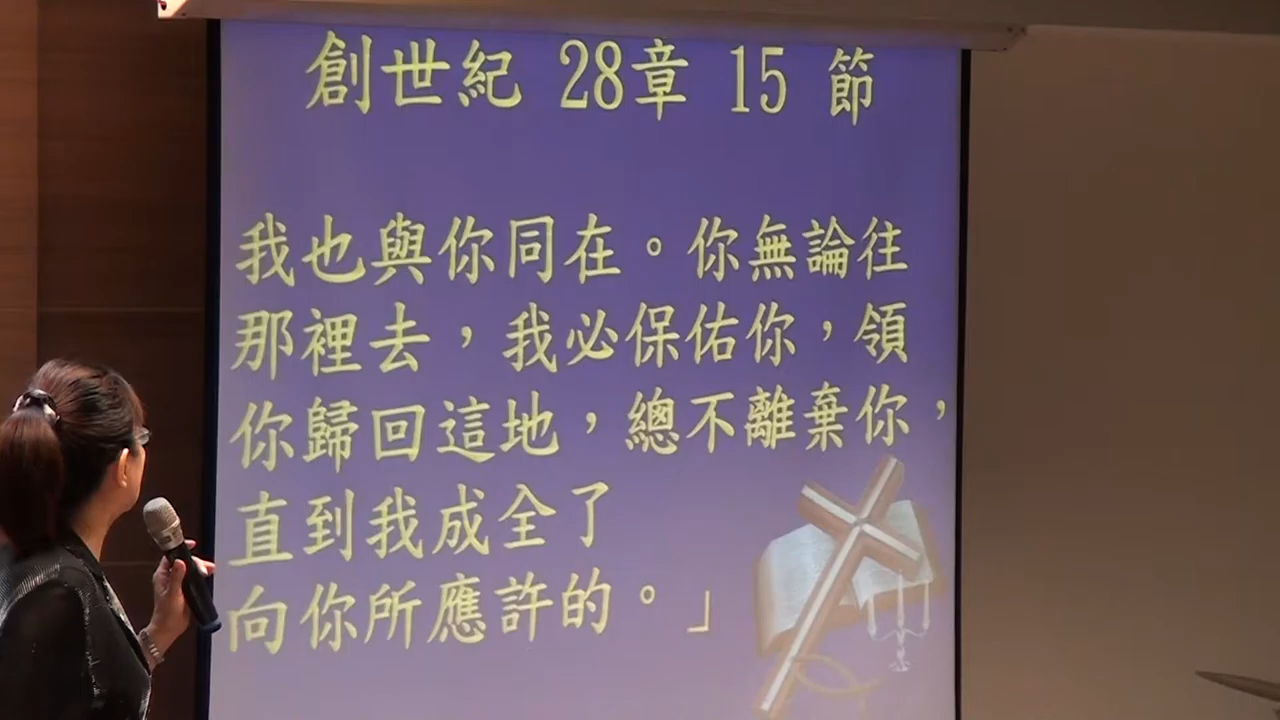 創世紀 28章 15 節
我也與你同在。你無論往
那裡去，我必保佑你，領
你歸回這地，總不離棄你，
直到我成全了
向你所應許的。」